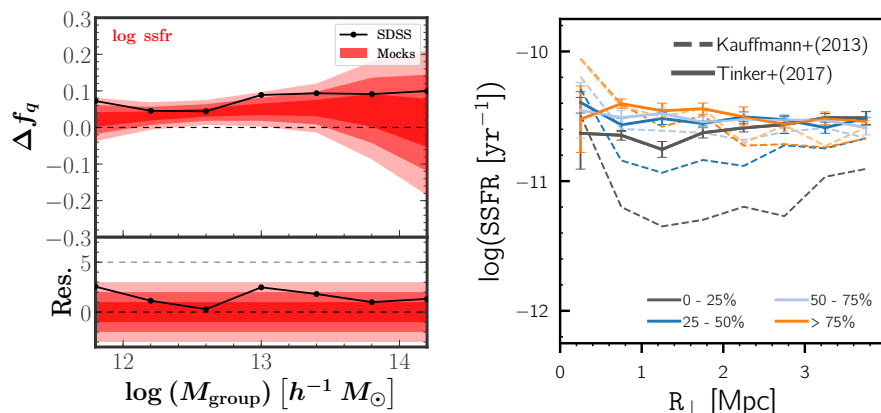 0.3
0.2
0.1
0.0
−0.1
−0.2
−0.3
Δf_q
log ssfr
SDSS
Mocks
5
0
Res.
12 13 14
log (M_group) [h⁻¹ M_⊙]
−10
−11
−12
log(SSFR [yr⁻¹])
Kauffmann+(2013)
Tinker+(2017)
0 - 25% 50 - 75%
25 - 50% > 75%
0 1 2 3
R_⊥ [Mpc]